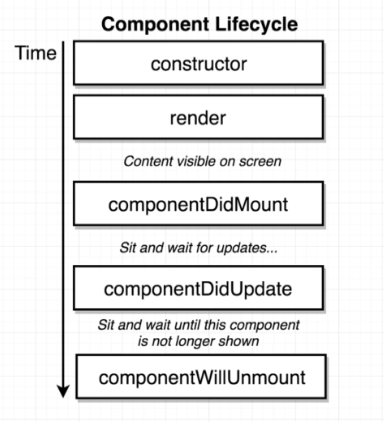 Component Lifecycle
Time
constructor
render
Content visible on screen
componentDidMount
Sit and wait for updates...
componentDidUpdate
Sit and wait until this component
is not longer shown
componentWillUnmount